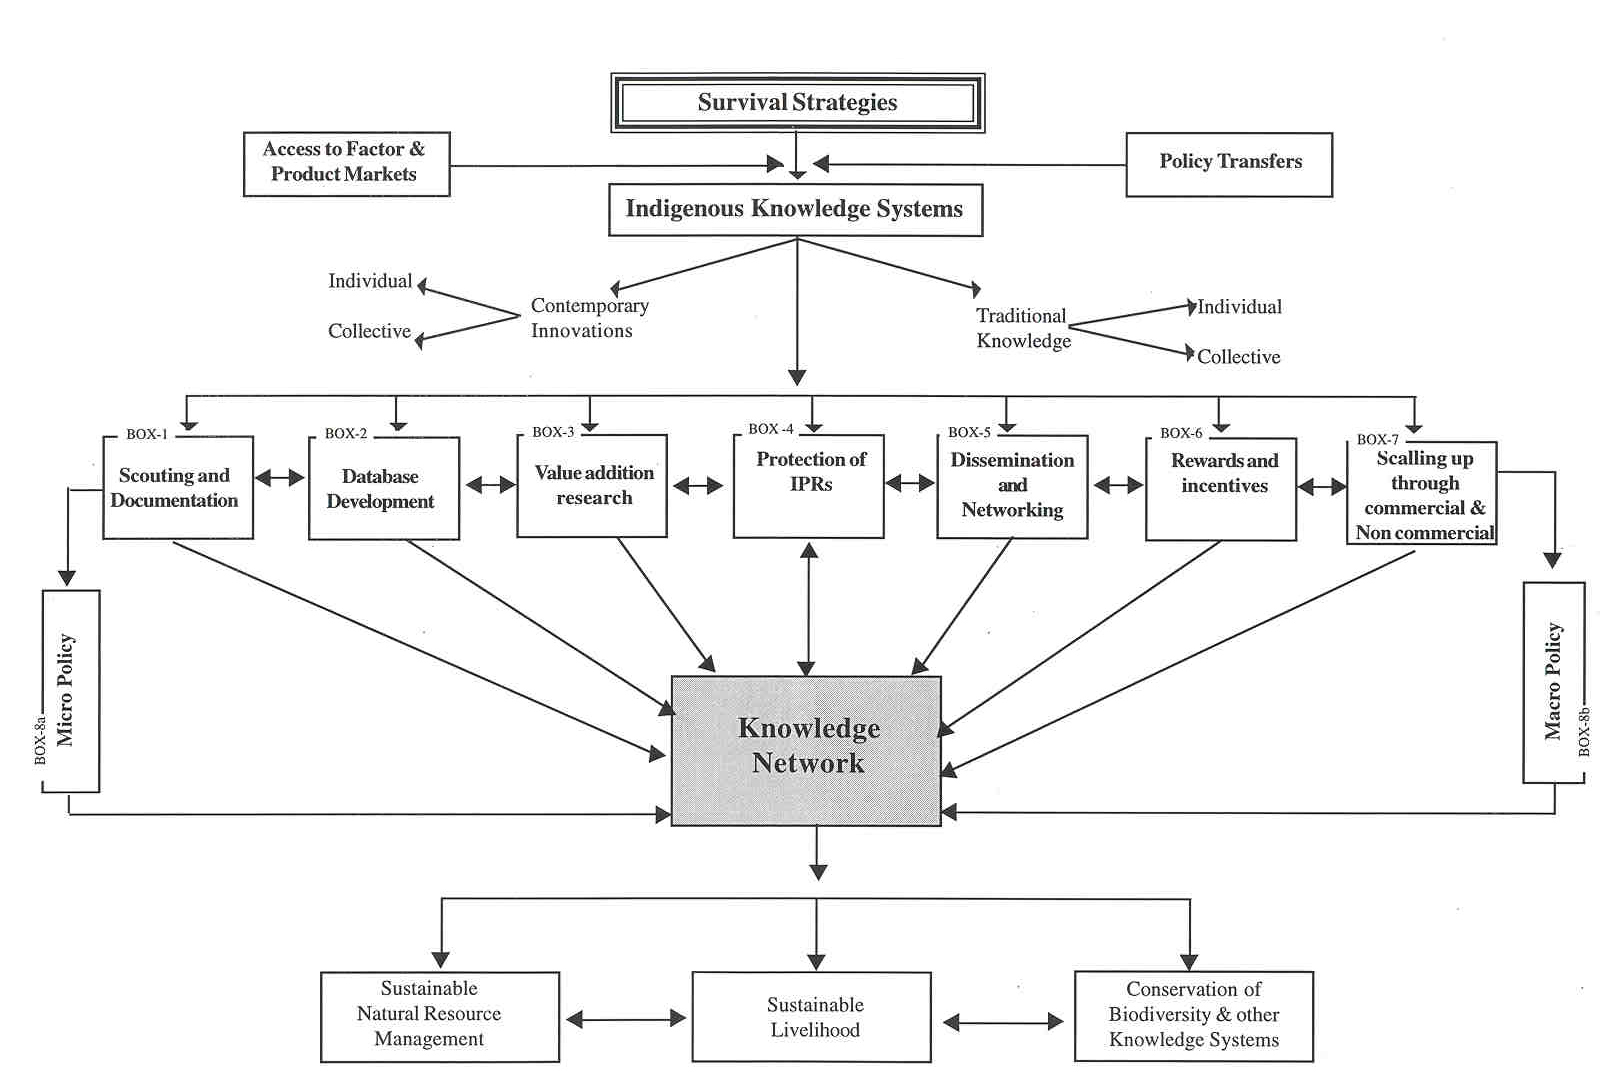 Survival Strategies
Access to Factor &
Product Markets
Policy Transfers
Indigenous Knowledge Systems
Individual
Collective
Contemporary
Innovations
Traditional
Knowledge
Individual
Collective
BOX-1
Scouting and
Documentation
BOX-2
Database
Development
BOX-3
Value addition
research
BOX -4
Protection of
IPRs
BOX-5
Dissemination
and
Networking
BOX-6
Rewards and
incentives
BOX-7
Scalling up
through
commercial &
Non commercial
BOX-8a
Micro Policy
Macro Policy
BOX-8b
Knowledge
Network
Sustainable
Natural Resource
Management
Sustainable
Livelihood
Conservation of
Biodiversity & other
Knowledge Systems